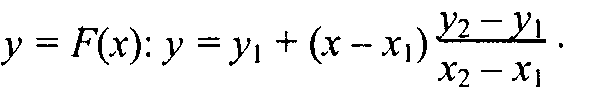 y = F(x): y = y₁ + (x – x₁) (y₂ – y₁)/(x₂ – x₁) .